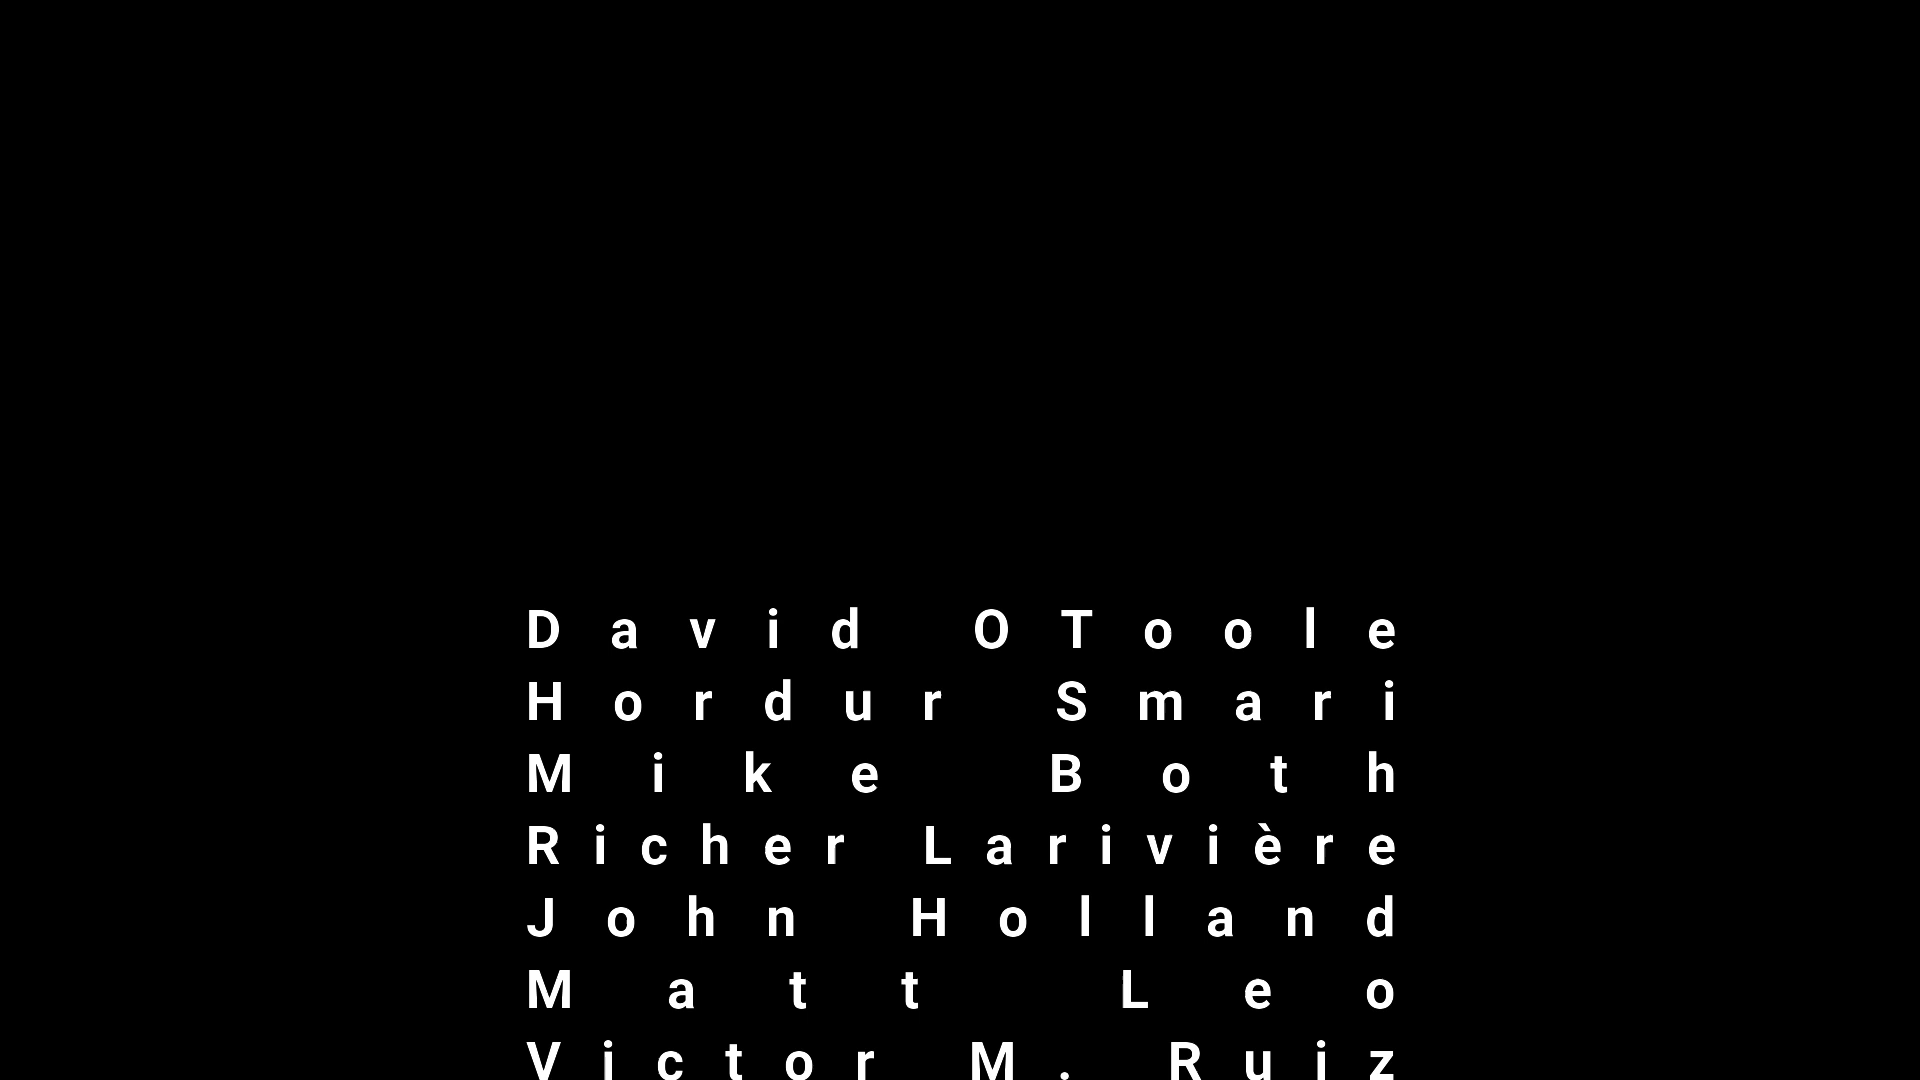 David OToole
Hordur Smari
Mike Both
Richer Larivière
John Holland
Matt Leo
Victor M. Ruiz